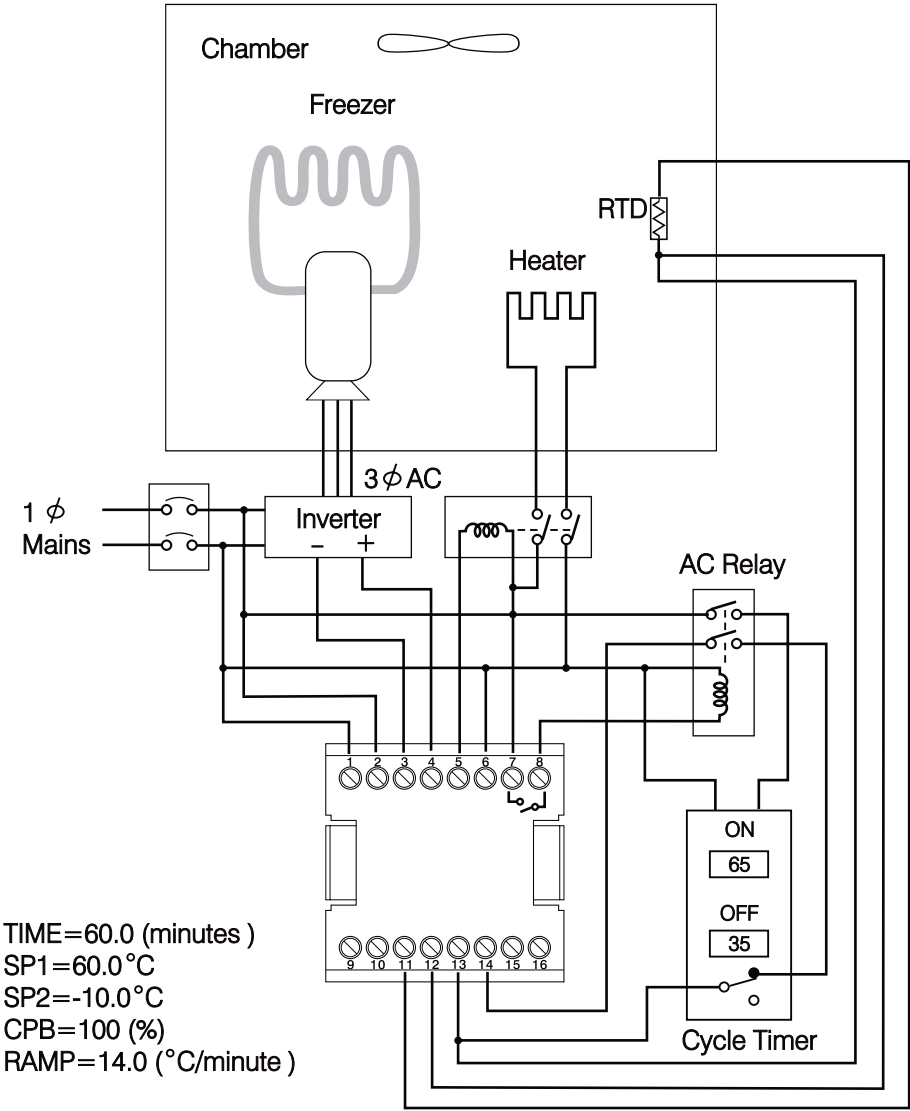 Chamber
Freezer
RTD
Heater
3ϕ AC
1 ϕ
Mains
Inverter
− +
AC Relay
1 2 3 4 5 6 7 8
ON
65
OFF
35
9 10 11 12 13 14 15 16
Cycle Timer
TIME=60.0 (minutes )
SP1=60.0°C
SP2=-10.0°C
CPB=100 (%)
RAMP=14.0 (°C/minute )